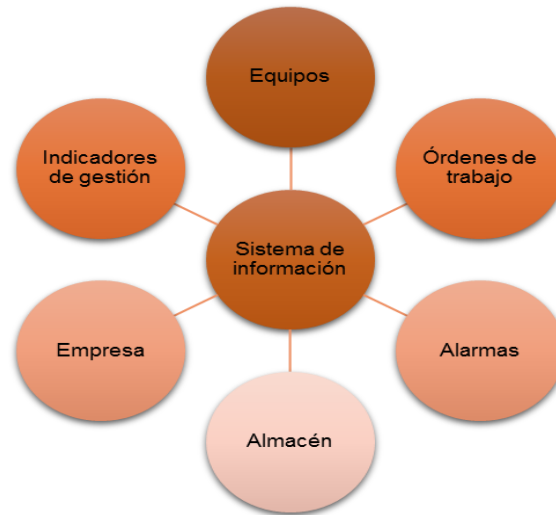 Equipos
Indicadores
de gestión
Órdenes de
trabajo
Sistema de
información
Empresa
Alarmas
Almacén